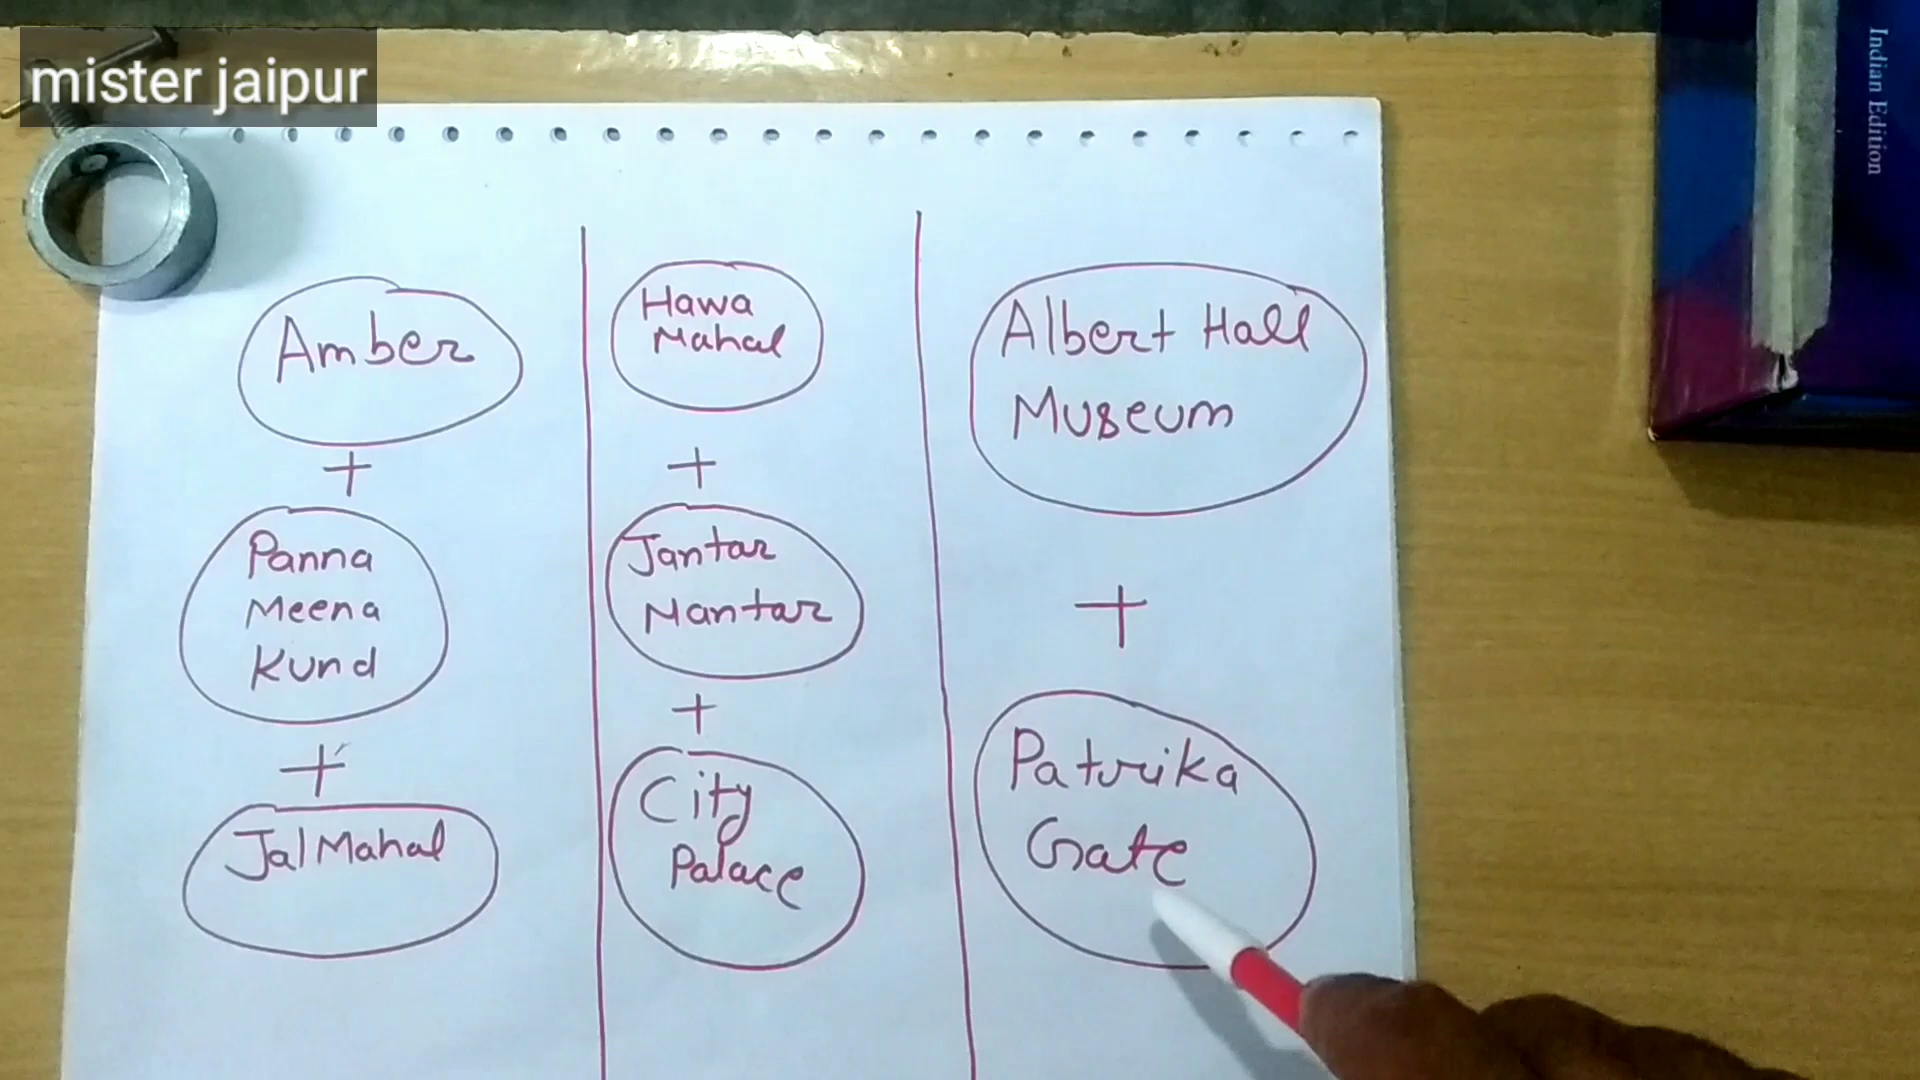 mister jaipur
Indian Edition
Amber
+
Panna
Meena
Kund
+
Jal Mahal
Hawa
Mahal
+
Jantar
Mantar
+
City
Palace
Albert Hall
Museum
+
Patrika
Gate